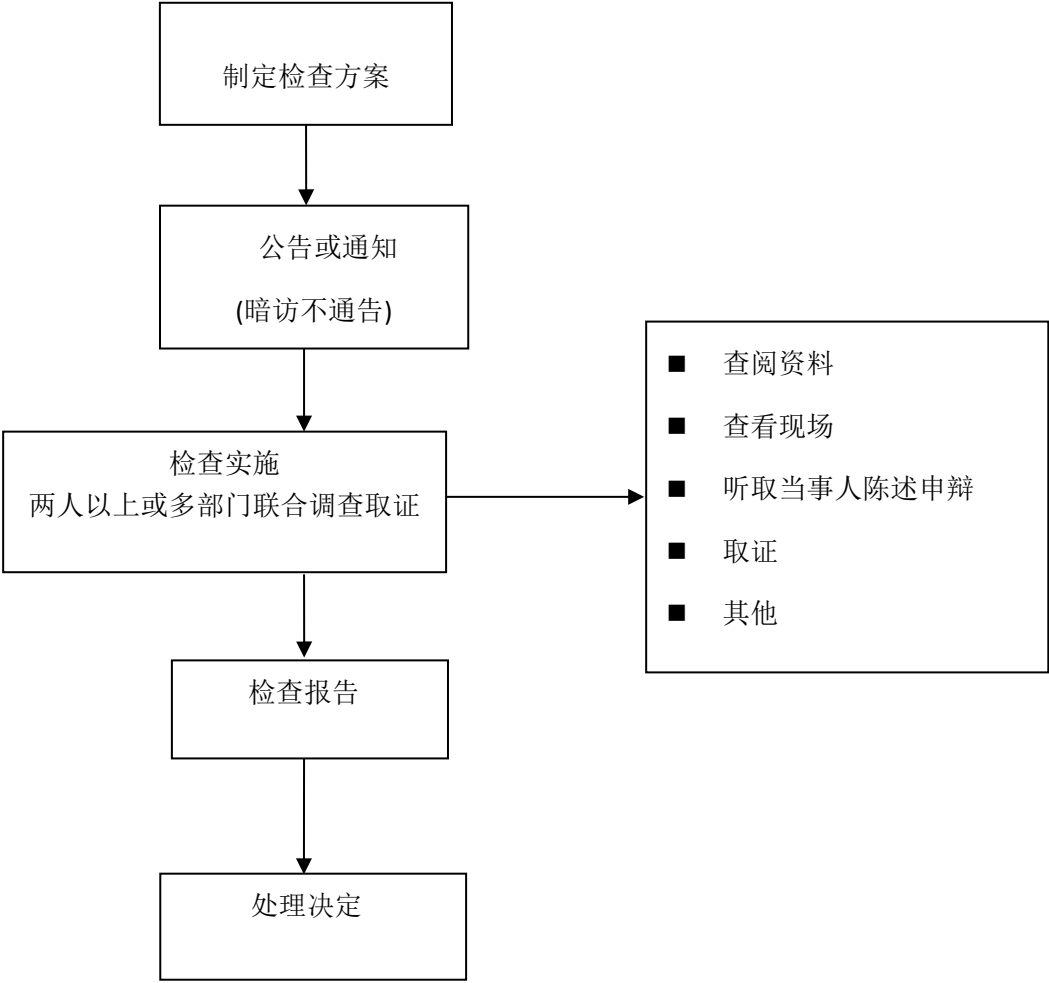 制定检查方案
公告或通知
(暗访不通告)
检查实施
两人以上或多部门联合调查取证
■ 查阅资料
■ 查看现场
■ 听取当事人陈述申辩
■ 取证
■ 其他
检查报告
处理决定